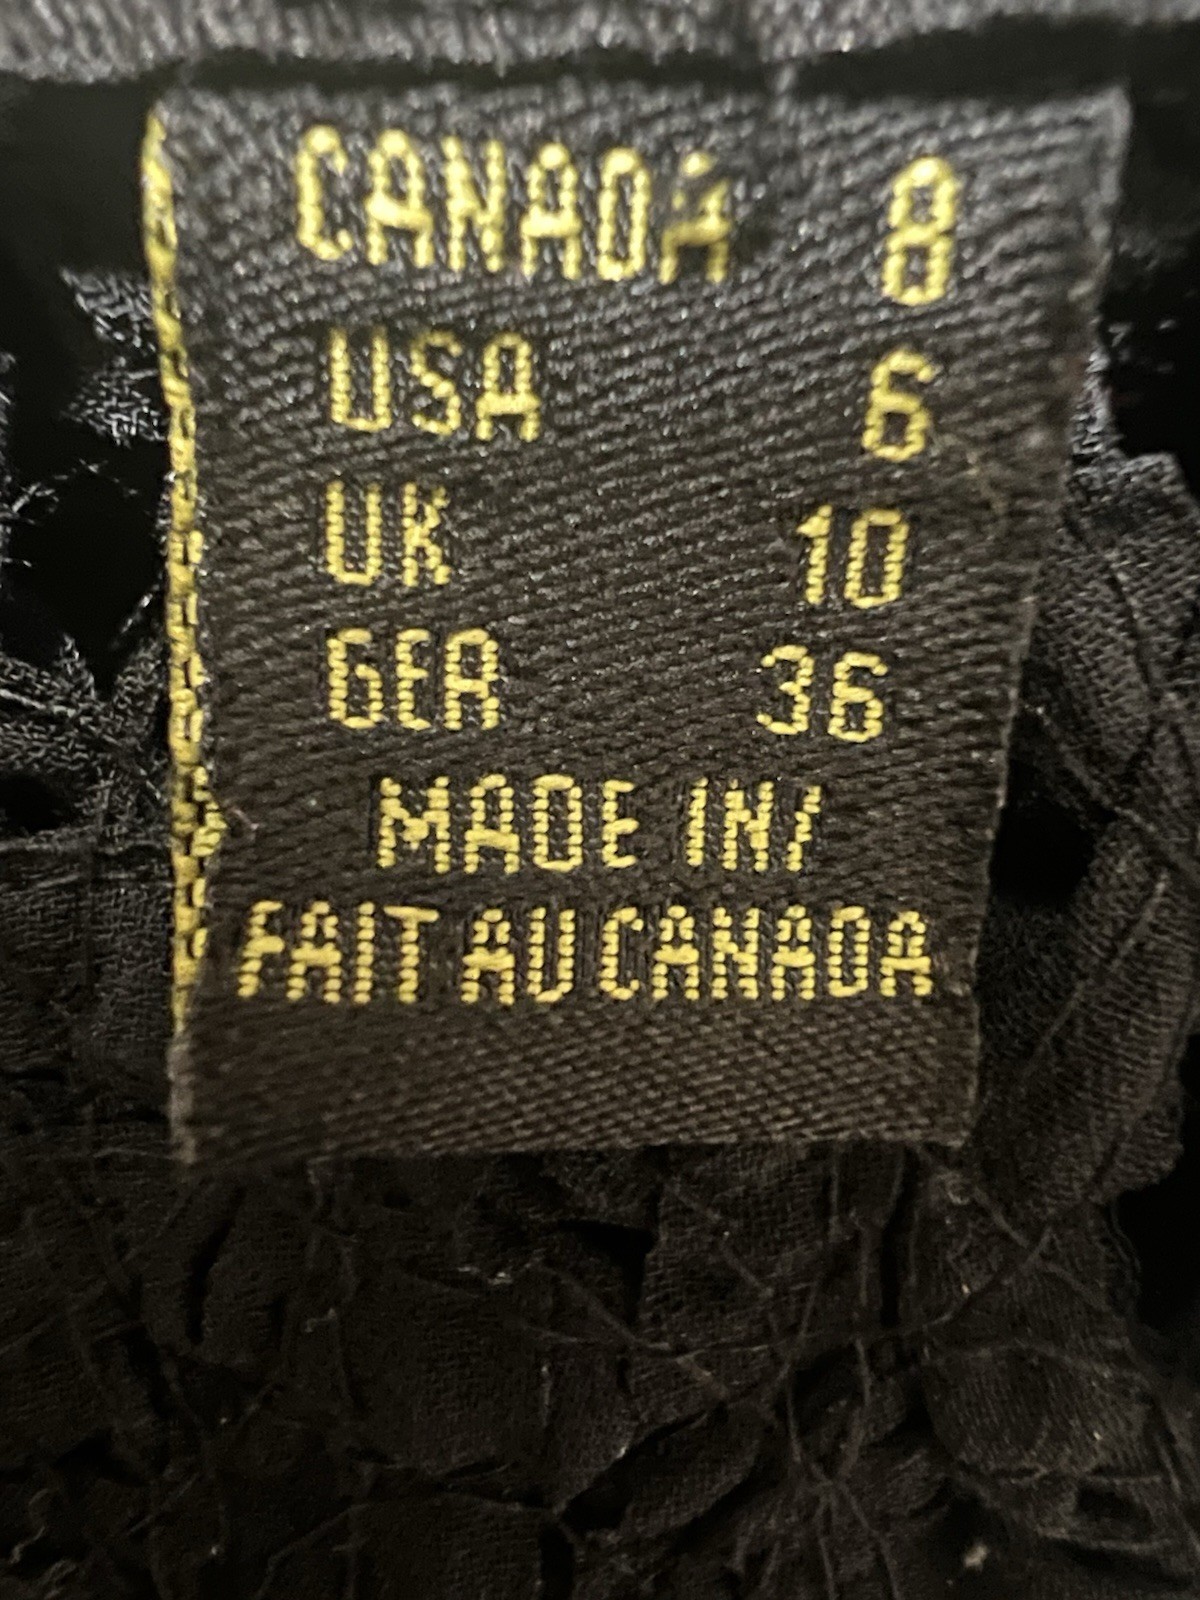 CANADA 8
USA 6
UK 10
GER 36
MADE IN/
FAIT AU CANADA